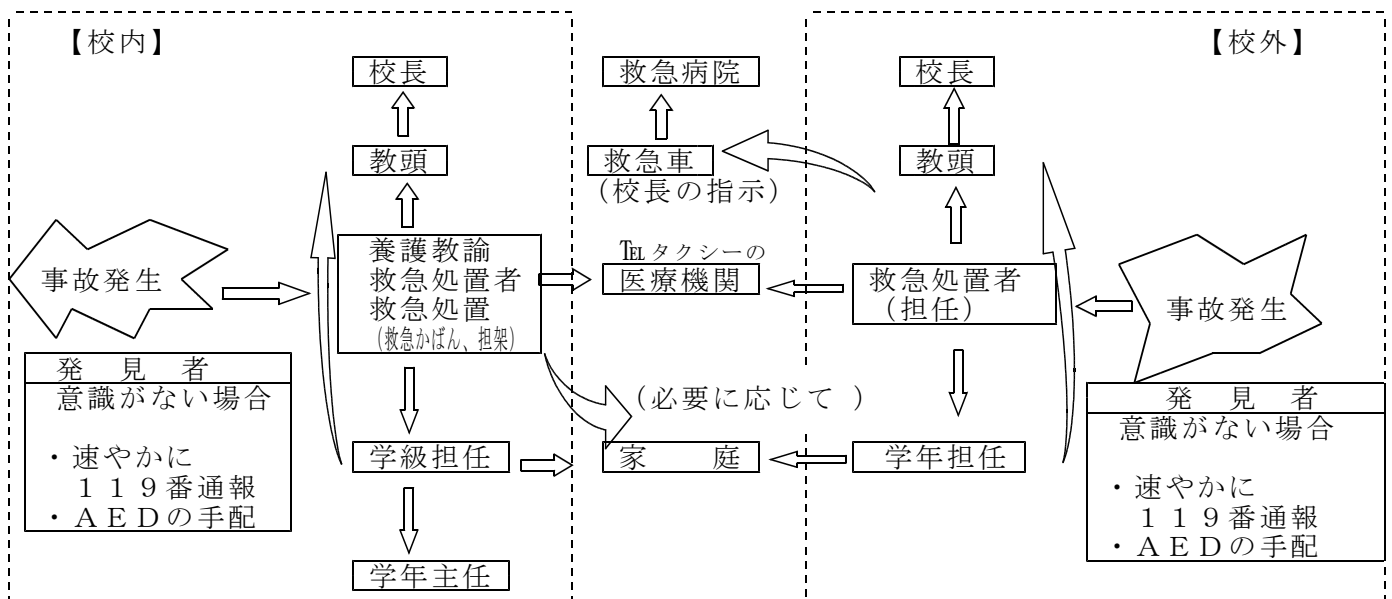 【校内】
【校外】
校長
救急病院
校長
教頭
救急車
(校長の指示)
教頭
養護教諭
救急処置者
救急処置
(救急かばん、担架)
℡タクシーの
医療機関
救急処置者
(担任)
事故発生
事故発生
発　見　者
意識がない場合
・速やかに
１１９番通報
・ＡＥＤの手配
(必要に応じて )
学級担任
家　　庭
学年担任
学年主任
発　見　者
意識がない場合
・速やかに
１１９番通報
・ＡＥＤの手配